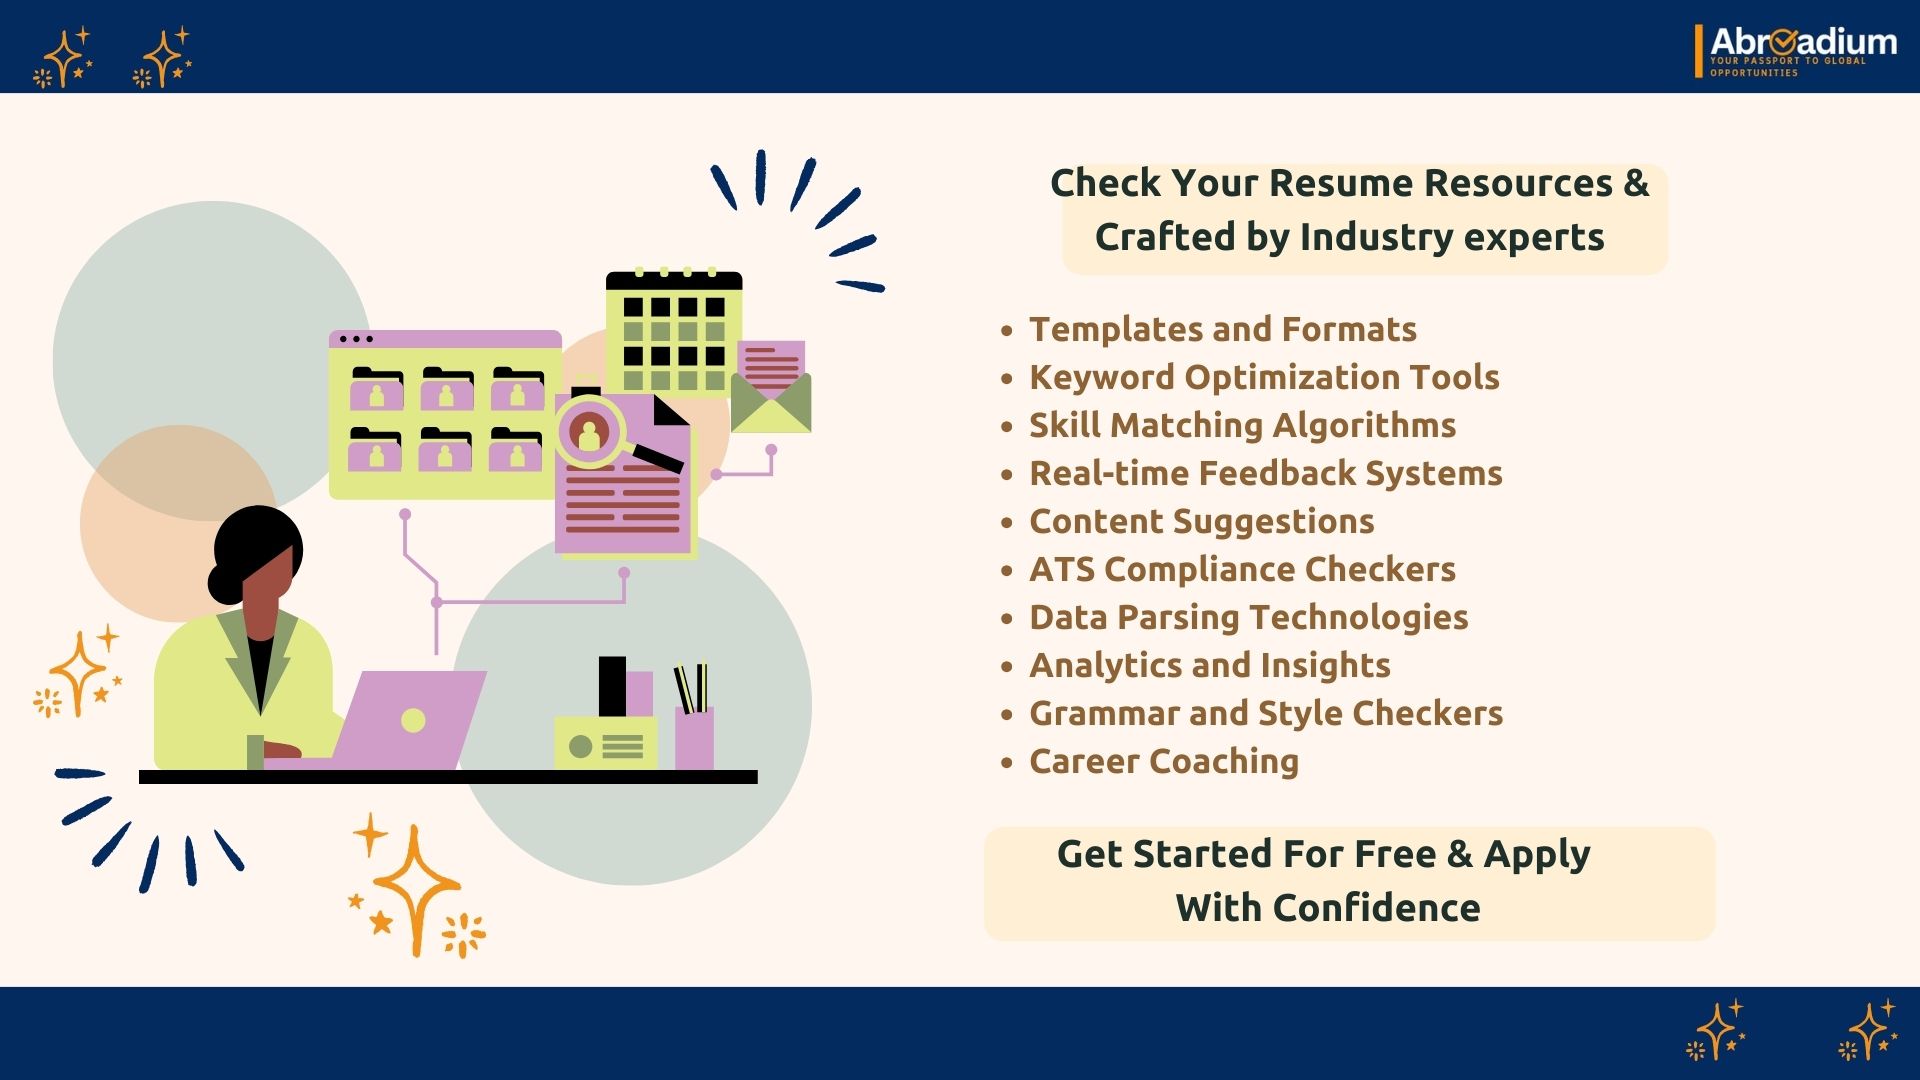 Abroadium
YOUR PASSPORT TO GLOBAL
OPPORTUNITIES
Check Your Resume Resources &
Crafted by Industry experts
• Templates and Formats
• Keyword Optimization Tools
• Skill Matching Algorithms
• Real-time Feedback Systems
• Content Suggestions
• ATS Compliance Checkers
• Data Parsing Technologies
• Analytics and Insights
• Grammar and Style Checkers
• Career Coaching
Get Started For Free & Apply
With Confidence